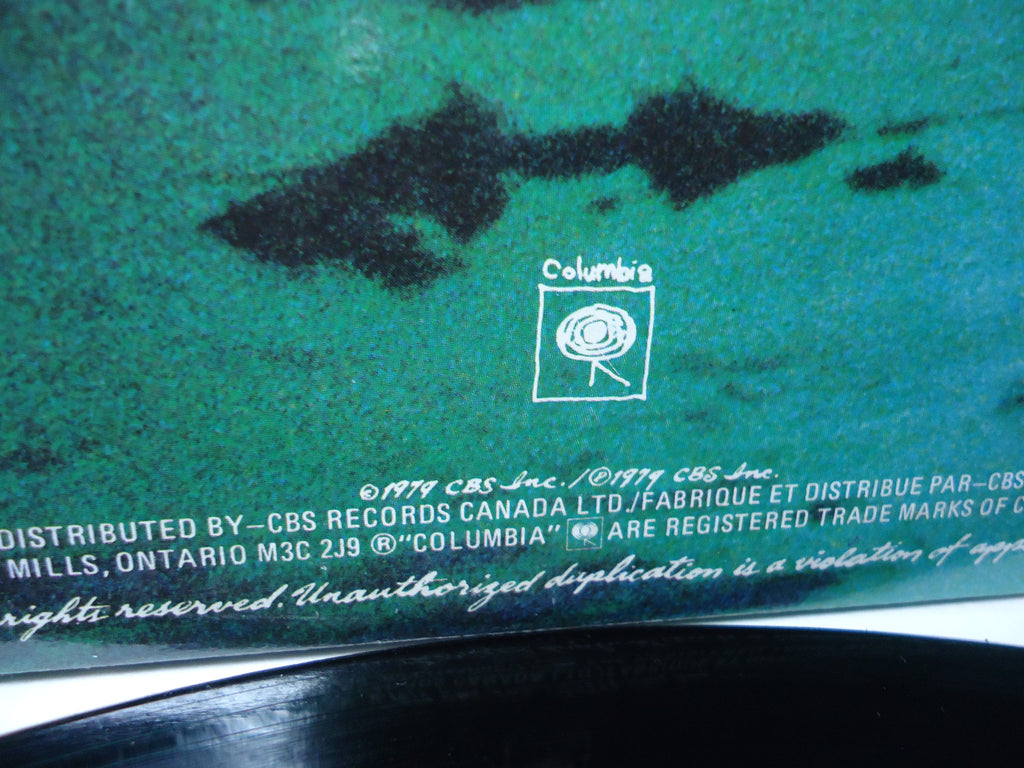 Columbia
©1979 CBS Inc./℗1979 CBS Inc.
DISTRIBUTED BY-CBS RECORDS CANADA LTD./FABRIQUE ET DISTRIBUE PAR-CBS
MILLS, ONTARIO M3C 2J9 ®"COLUMBIA" ARE REGISTERED TRADE MARKS OF C
rights reserved. Unauthorized duplication is a violation of app